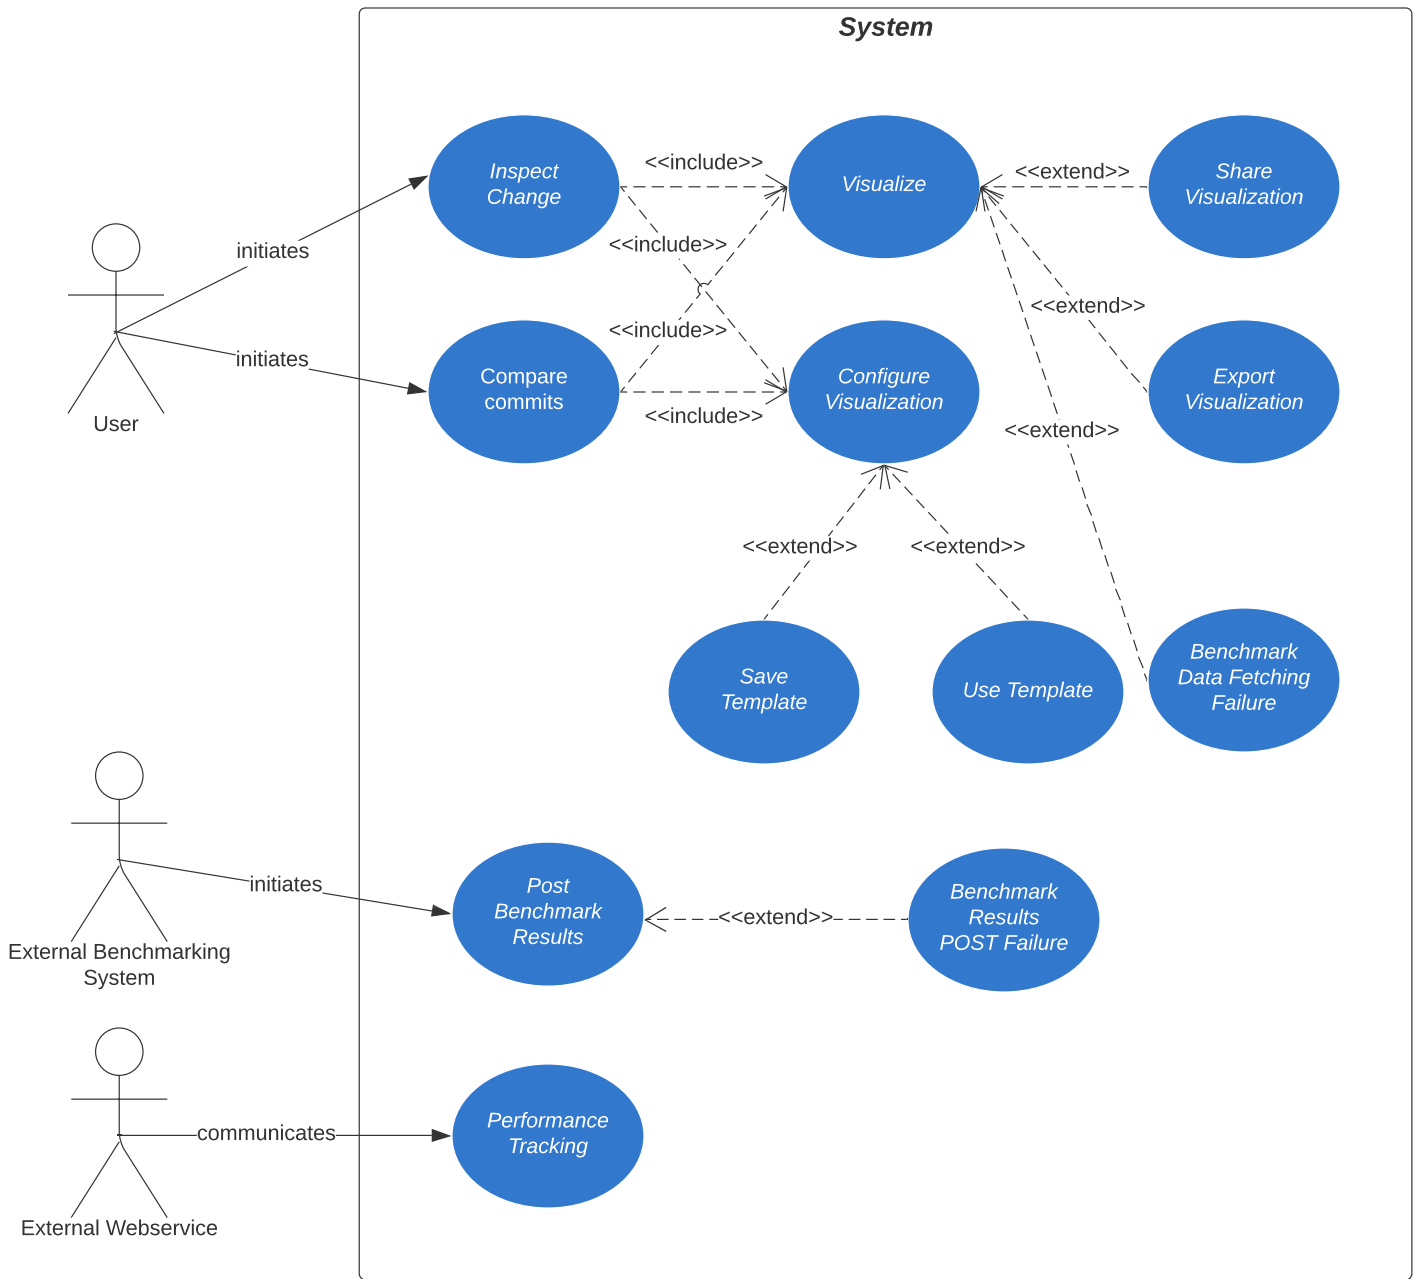 System
Inspect
Change
<<include>>
Visualize
<<extend>>
Share
Visualization
initiates
<<include>>
<<extend>>
<<include>>
initiates
Compare
commits
<<include>>
Configure
Visualization
Export
Visualization
User
<<extend>>
<<extend>>
<<extend>>
Save
Template
Use Template
Benchmark
Data Fetching
Failure
initiates
Post
Benchmark
Results
<<extend>>
Benchmark
Results
POST Failure
External Benchmarking
System
communicates
Performance
Tracking
External Webservice